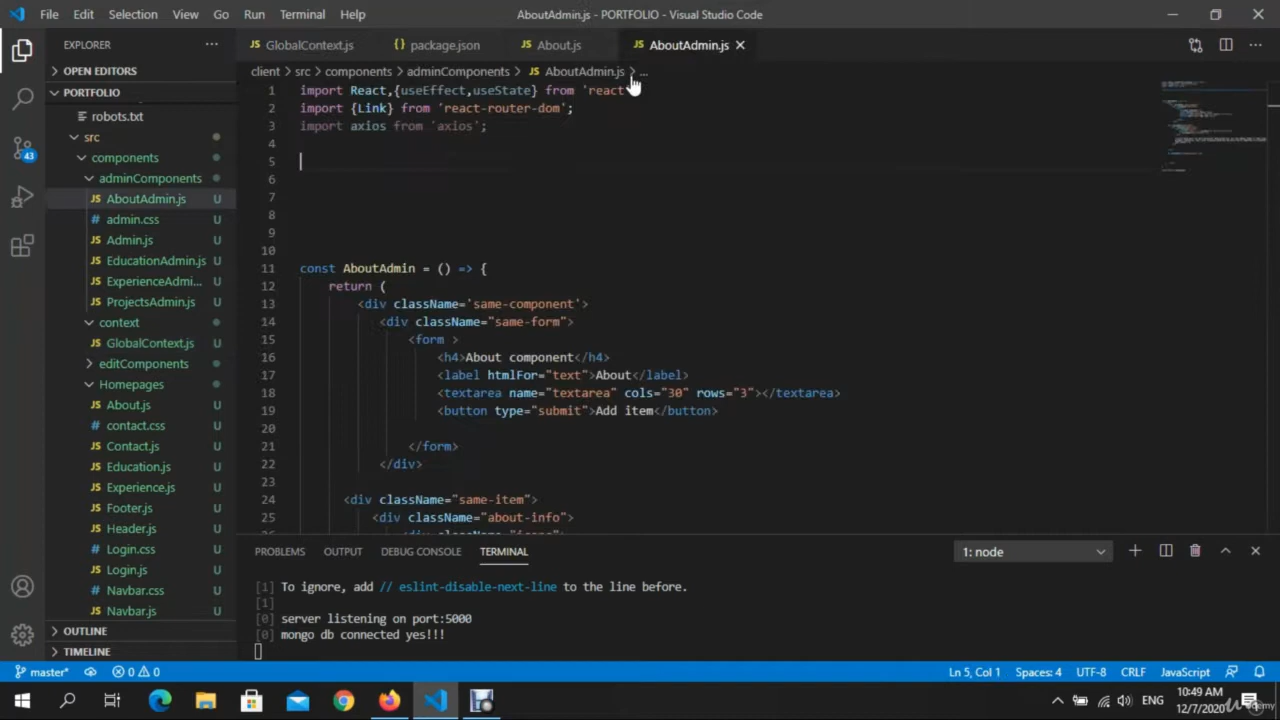 File Edit Selection View Go Run Terminal Help AboutAdmin.js - PORTFOLIO - Visual Studio Code
EXPLORER ...
OPEN EDITORS
PORTFOLIO
robots.txt
src
components
adminComponents
AboutAdmin.js U
admin.css U
Admin.js U
EducationAdmin.js U
ExperienceAdmi... U
ProjectsAdmin.js U
context
GlobalContext.js U
editComponents
Homepages
About.js U
contact.css U
Contact.js U
Education.js U
Experience.js U
Footer.js U
Header.js U
Login.css U
Login.js U
Navbar.css U
Navbar.js U
OUTLINE
TIMELINE
43
JS GlobalContext.js {} package.json JS About.js JS AboutAdmin.js
client > src > components > adminComponents > JS AboutAdmin.js > ...
1 import React,{useEffect,useState} from 'react
2 import {Link} from 'react-router-dom';
3 import axios from 'axios';
4
5
6
7
8
9
10
11 const AboutAdmin = () => {
12 return (
13 <div className='same-component'>
14 <div className="same-form">
15 <form >
16 <h4>About component</h4>
17 <label htmlFor="text">About</label>
18 <textarea name="textarea" cols="30" rows="3"></textarea>
19 <button type="submit">Add item</button>
20
21 </form>
22 </div>
23
24 <div className="same-item">
25 <div className="about-info">
PROBLEMS OUTPUT DEBUG CONSOLE TERMINAL 1: node
[1] To ignore, add // eslint-disable-next-line to the line before.
[1]
[0] server listening on port:5000
[0] mongo db connected yes!!!
master* 0 0 Ln 5, Col 1 Spaces: 4 UTF-8 CRLF JavaScript
ENG 10:49 AM
12/7/2020